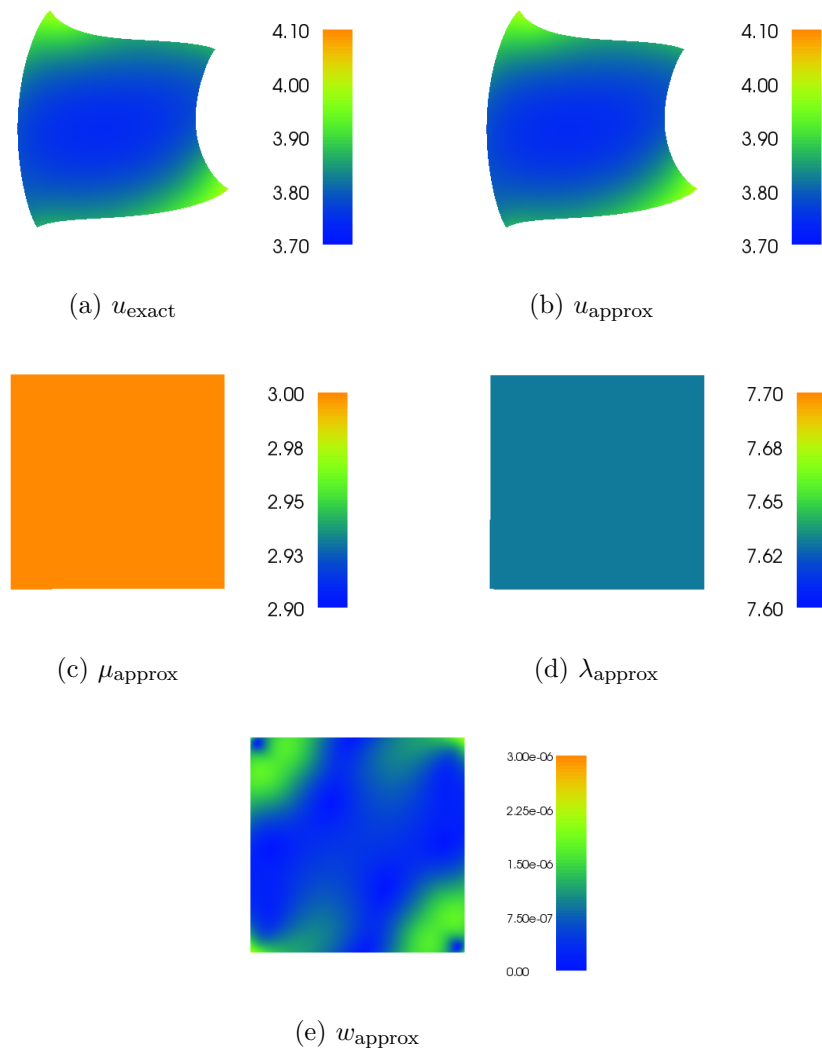 4.10 4.10
4.00 4.00
3.90 3.90
3.80 3.80
3.70 3.70
(a) u_exact (b) u_approx
3.00 7.70
2.98 7.68
2.95 7.65
2.93 7.62
2.90 7.60
(c) μ_approx (d) λ_approx
3.00e-06
2.25e-06
1.50e-06
7.50e-07
0.00
(e) w_approx